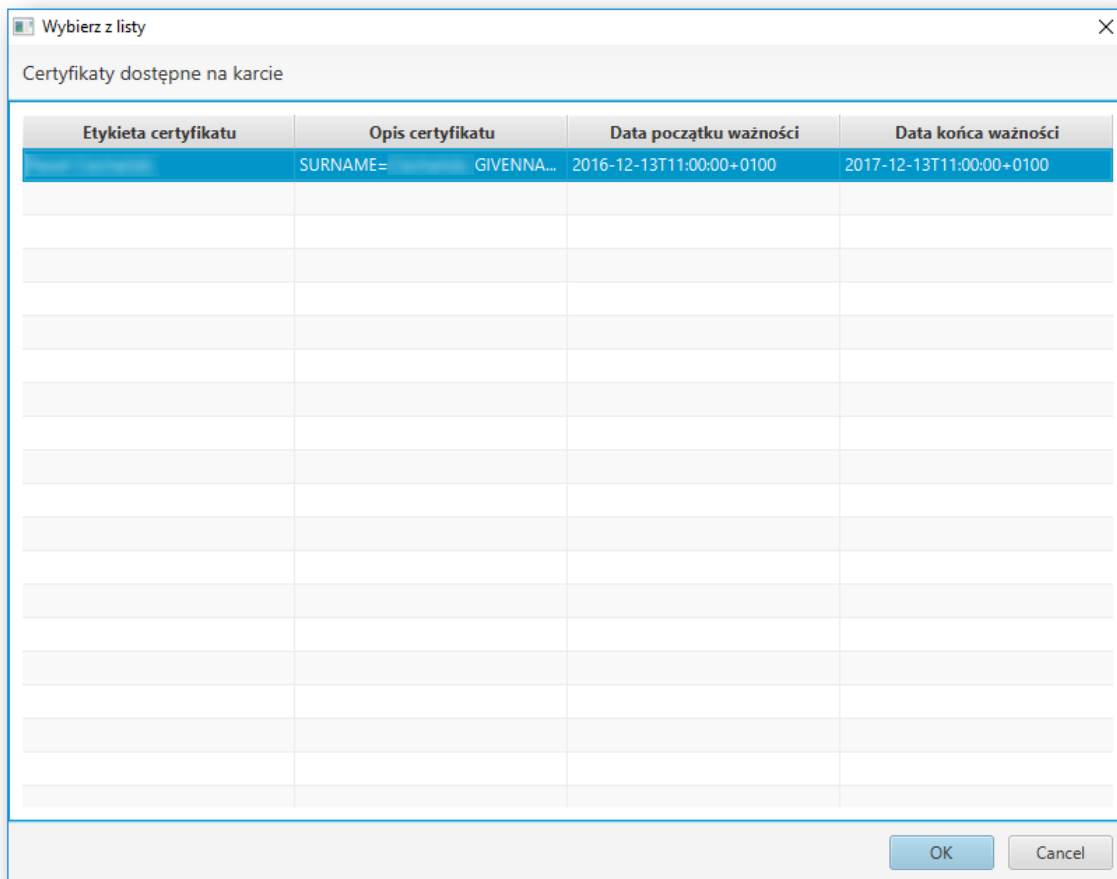 Wybierz z listy
Certyfikaty dostępne na karcie
Etykieta certyfikatu Opis certyfikatu Data początku ważności Data końca ważności
SURNAME= GIVENNA... 2016-12-13T11:00:00+0100 2017-12-13T11:00:00+0100
OK Cancel